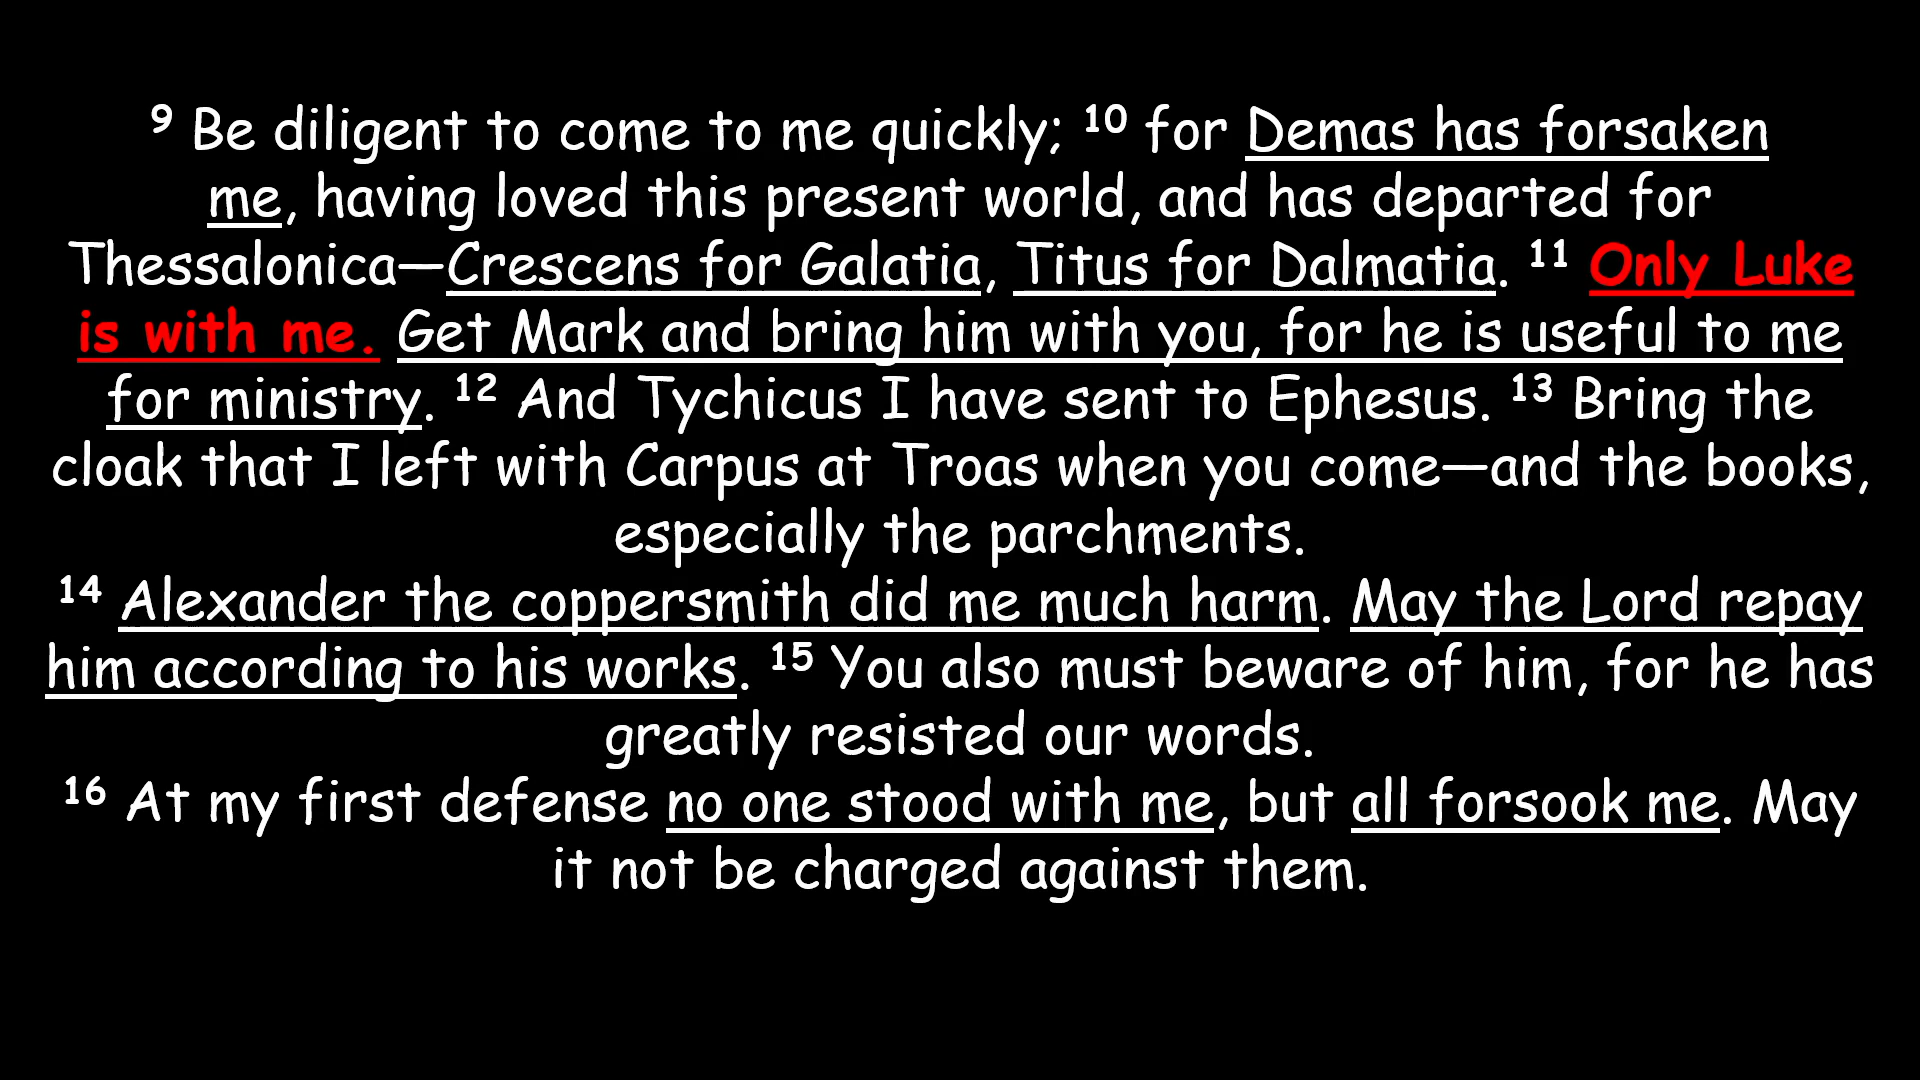 9 Be diligent to come to me quickly; 10 for Demas has forsaken
me, having loved this present world, and has departed for
Thessalonica—Crescens for Galatia, Titus for Dalmatia. 11 Only Luke
is with me. Get Mark and bring him with you, for he is useful to me
for ministry. 12 And Tychicus I have sent to Ephesus. 13 Bring the
cloak that I left with Carpus at Troas when you come—and the books,
especially the parchments.
14 Alexander the coppersmith did me much harm. May the Lord repay
him according to his works. 15 You also must beware of him, for he has
greatly resisted our words.
16 At my first defense no one stood with me, but all forsook me. May
it not be charged against them.